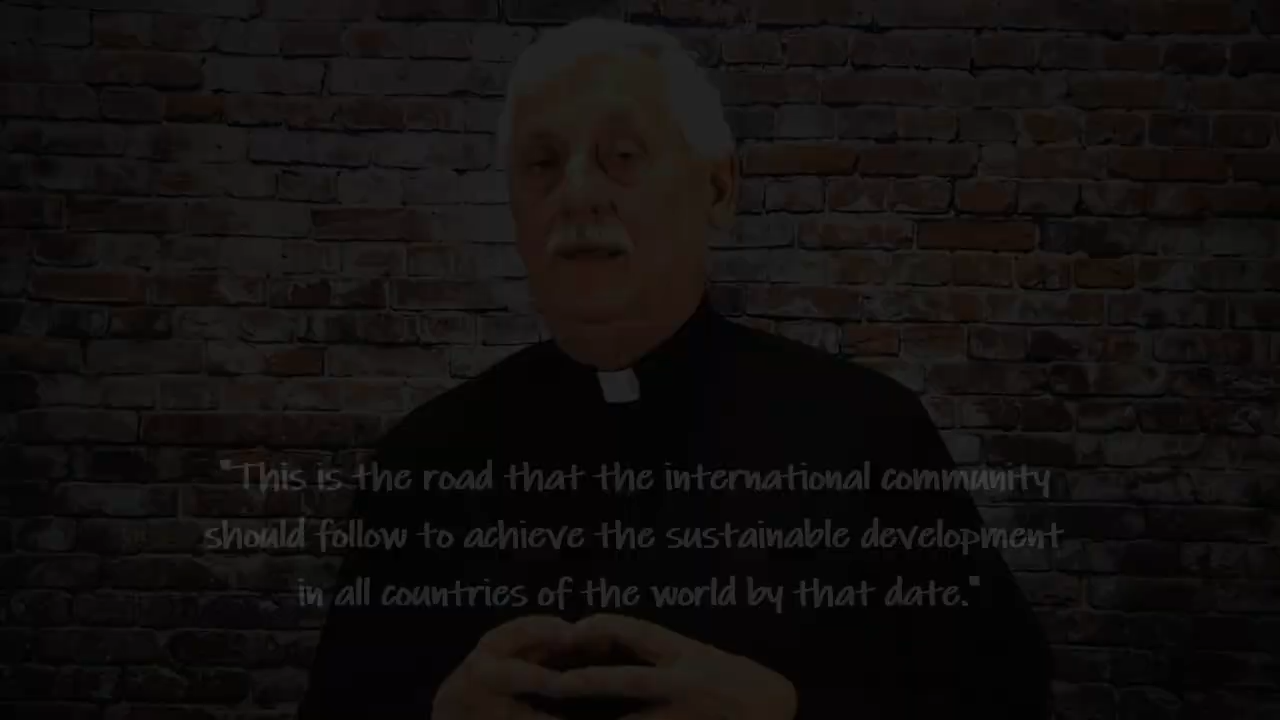 "This is the road that the international community
should follow to achieve the sustainable development
in all countries of the world by that date."